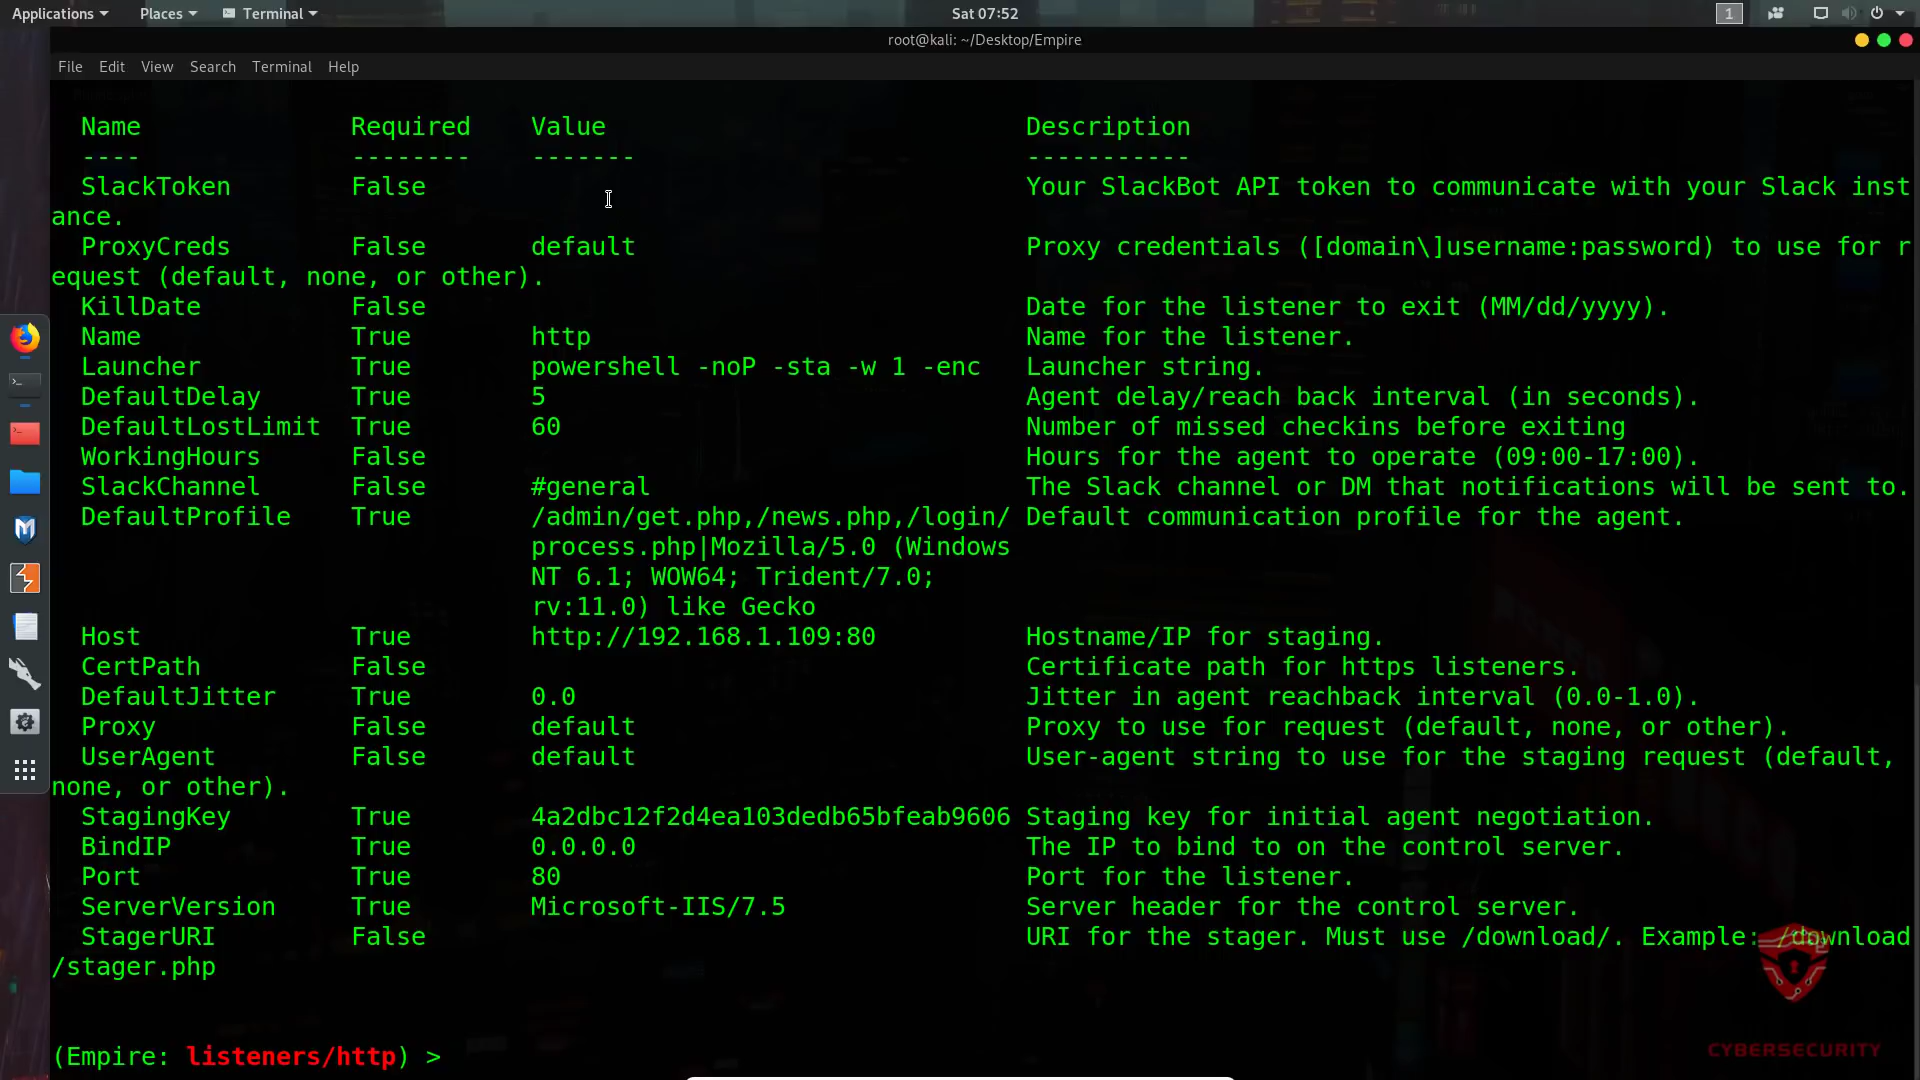 Applications Places Terminal Sat 07:52 1
root@kali: ~/Desktop/Empire
File Edit View Search Terminal Help
Name Required Value Description
---- -------- ------- -----------
SlackToken False Your SlackBot API token to communicate with your Slack inst
ance.
ProxyCreds False default Proxy credentials ([domain\]username:password) to use for r
equest (default, none, or other).
KillDate False Date for the listener to exit (MM/dd/yyyy).
Name True http Name for the listener.
Launcher True powershell -noP -sta -w 1 -enc Launcher string.
DefaultDelay True 5 Agent delay/reach back interval (in seconds).
DefaultLostLimit True 60 Number of missed checkins before exiting
WorkingHours False Hours for the agent to operate (09:00-17:00).
SlackChannel False #general The Slack channel or DM that notifications will be sent to.
DefaultProfile True /admin/get.php,/news.php,/login/ Default communication profile for the agent.
process.php|Mozilla/5.0 (Windows
NT 6.1; WOW64; Trident/7.0;
rv:11.0) like Gecko
Host True http://192.168.1.109:80 Hostname/IP for staging.
CertPath False Certificate path for https listeners.
DefaultJitter True 0.0 Jitter in agent reachback interval (0.0-1.0).
Proxy False default Proxy to use for request (default, none, or other).
UserAgent False default User-agent string to use for the staging request (default,
none, or other).
StagingKey True 4a2dbc12f2d4ea103dedb65bfeab9606 Staging key for initial agent negotiation.
BindIP True 0.0.0.0 The IP to bind to on the control server.
Port True 80 Port for the listener.
ServerVersion True Microsoft-IIS/7.5 Server header for the control server.
StagerURI False URI for the stager. Must use /download/. Example: /download
/stager.php
(Empire: listeners/http) >
CYBERSECURITY